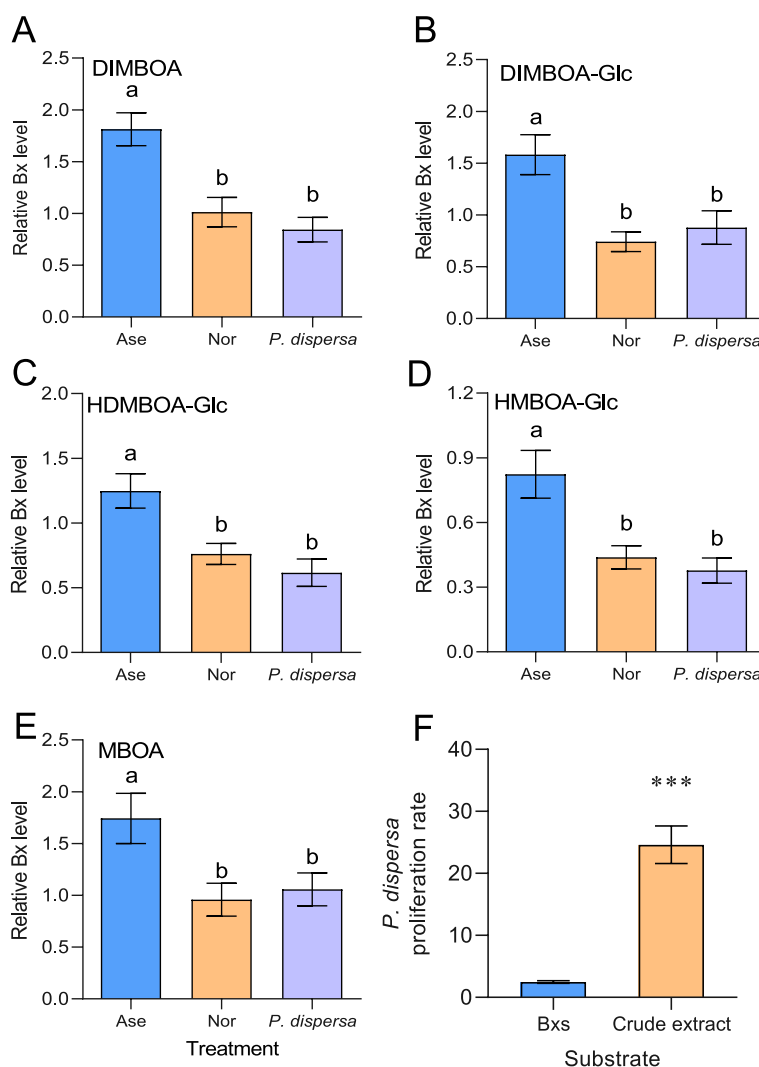 A
DIMBOA
Relative Bx level
2.5
2.0
1.5
1.0
0.5
0.0
a
b
b
Ase
Nor
P. dispersa
B
DIMBOA-Glc
Relative Bx level
2.5
2.0
1.5
1.0
0.5
0.0
a
b
b
Ase
Nor
P. dispersa
C
HDMBOA-Glc
Relative Bx level
2.0
1.5
1.0
0.5
0.0
a
b
b
Ase
Nor
P. dispersa
D
HMBOA-Glc
Relative Bx level
1.2
0.9
0.6
0.3
0.0
a
b
b
Ase
Nor
P. dispersa
E
MBOA
Relative Bx level
2.5
2.0
1.5
1.0
0.5
0.0
a
b
b
Ase
Nor
P. dispersa
Treatment
F
P. dispersa
proliferation rate
40
30
20
10
0
***
Bxs
Crude extract
Substrate